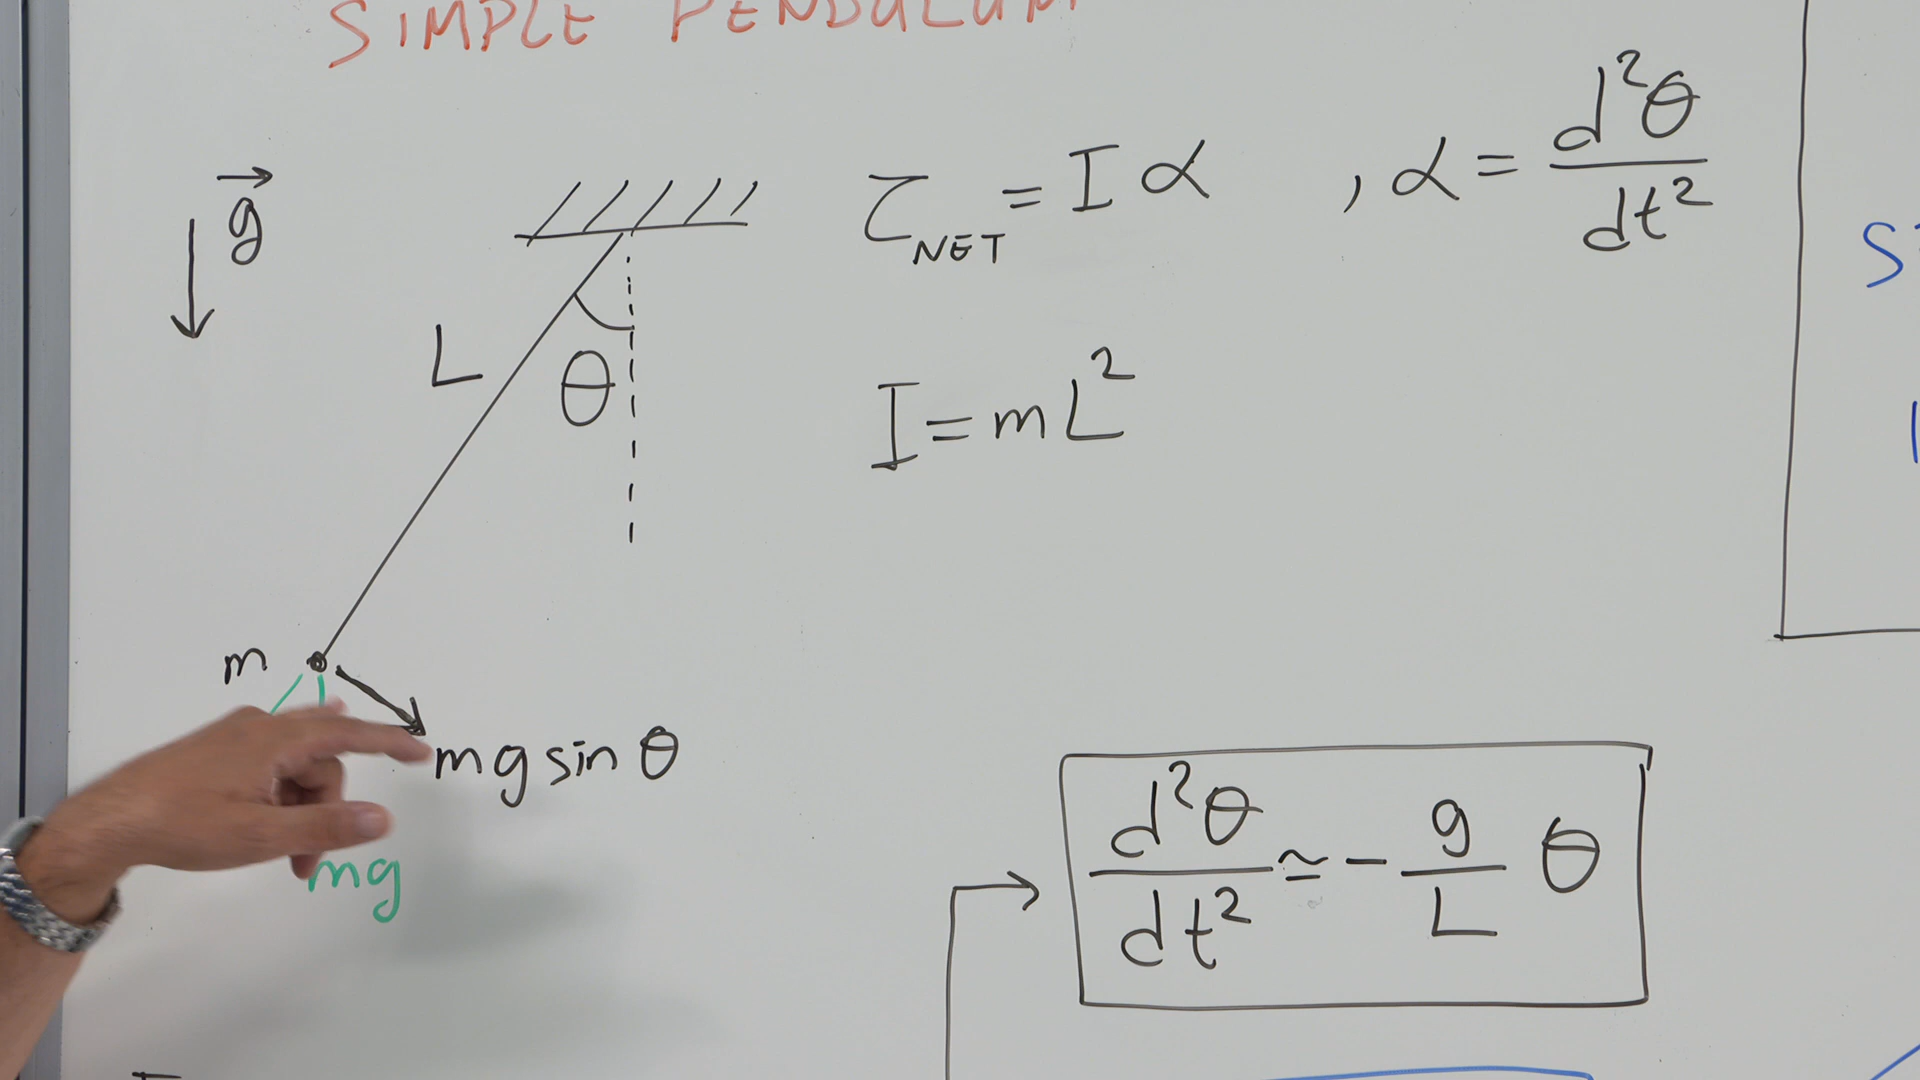 SIMPLE PENDULUM
g
τ_NET = I α , α = d²θ/dt²
L
θ
I = mL²
m
mg sin θ
mg
d²θ/dt² ≃ - g/L θ